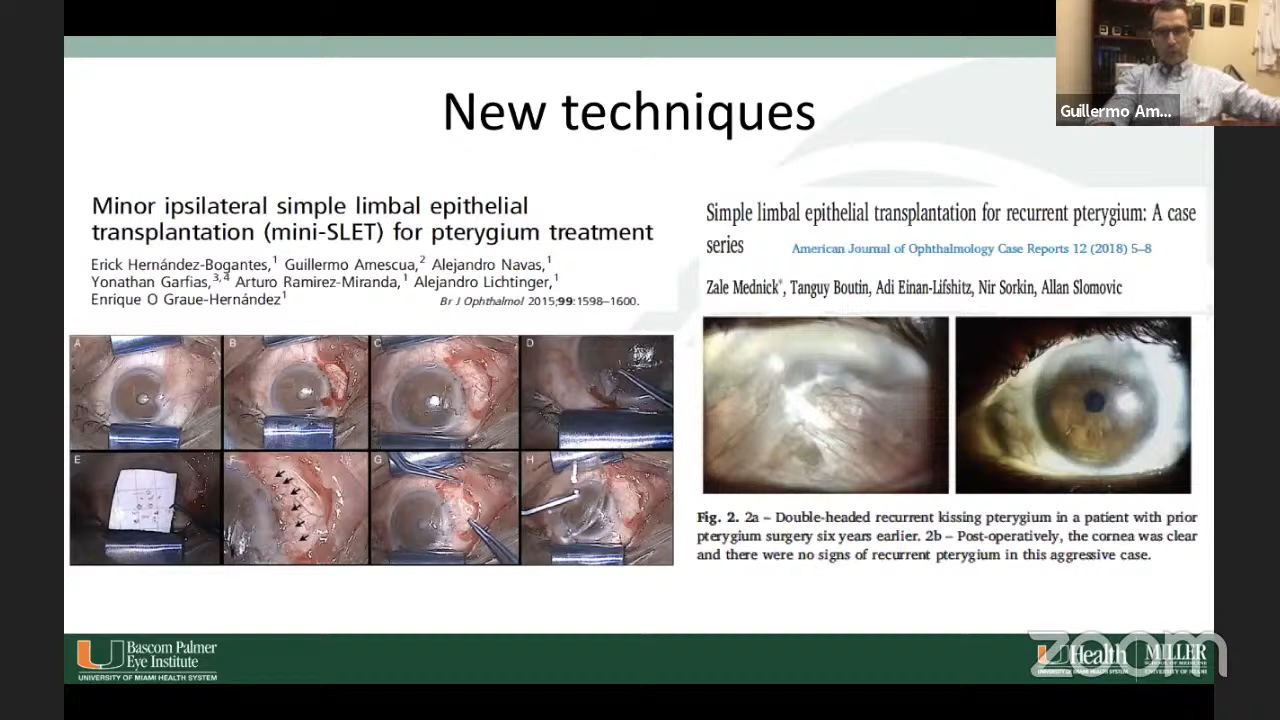 New techniques
Guillermo Am...
Minor ipsilateral simple limbal epithelial
transplantation (mini-SLET) for pterygium treatment
Erick Hernández-Bogantes,¹ Guillermo Amescua,² Alejandro Navas,¹
Yonathan Garfias,³,⁴ Arturo Ramirez-Miranda,¹ Alejandro Lichtinger,¹
Enrique O Graue-Hernández¹
Br J Ophthalmol 2015;99:1598–1600.
A
B
C
D
E
F
G
H
Simple limbal epithelial transplantation for recurrent pterygium: A case
series
American Journal of Ophthalmology Case Reports 12 (2018) 5–8
Zale Mednick*, Tanguy Boutin, Adi Einan-Lifshitz, Nir Sorkin, Allan Slomovic
Fig. 2. 2a – Double-headed recurrent kissing pterygium in a patient with prior
pterygium surgery six years earlier. 2b – Post-operatively, the cornea was clear
and there were no signs of recurrent pterygium in this aggressive case.
Bascom Palmer
Eye Institute
UNIVERSITY OF MIAMI HEALTH SYSTEM
UHealth
MILLER
zoom